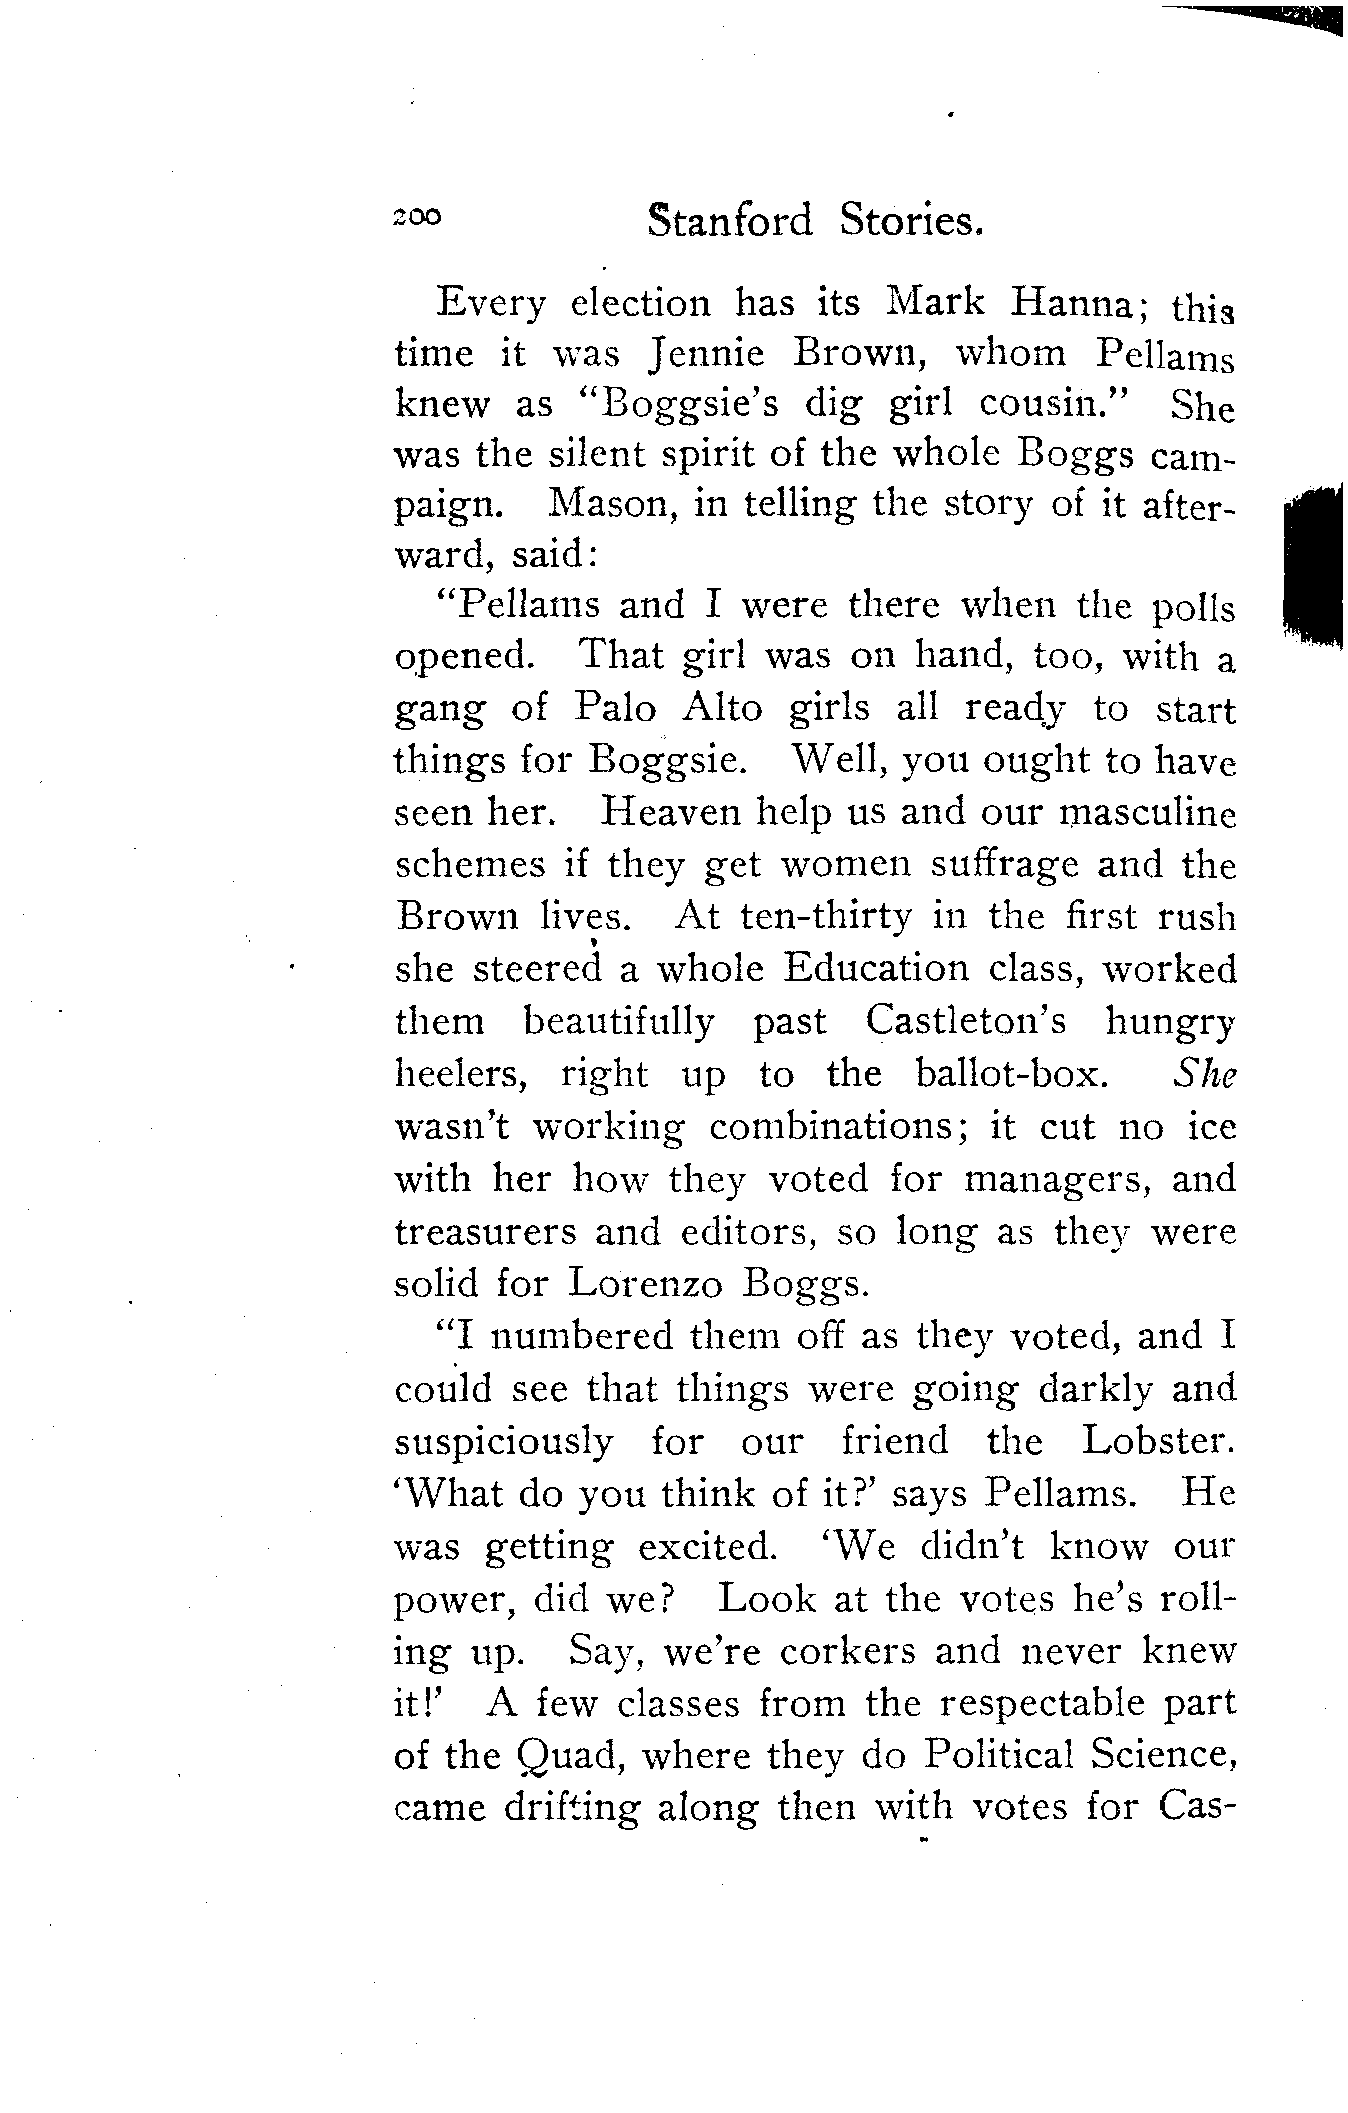 200 Stanford Stories.
Every election has its Mark Hanna; this
time it was Jennie Brown, whom Pellams
knew as "Boggsie's dig girl cousin." She
was the silent spirit of the whole Boggs cam-
paign. Mason, in telling the story of it after-
ward, said:
"Pellams and I were there when the polls
opened. That girl was on hand, too, with a
gang of Palo Alto girls all ready to start
things for Boggsie. Well, you ought to have
seen her. Heaven help us and our masculine
schemes if they get women suffrage and the
Brown lives. At ten-thirty in the first rush
she steered a whole Education class, worked
them beautifully past Castleton's hungry
heelers, right up to the ballot-box. She
wasn't working combinations; it cut no ice
with her how they voted for managers, and
treasurers and editors, so long as they were
solid for Lorenzo Boggs.
"I numbered them off as they voted, and I
could see that things were going darkly and
suspiciously for our friend the Lobster.
'What do you think of it?' says Pellams. He
was getting excited. 'We didn't know our
power, did we? Look at the votes he's roll-
ing up. Say, we're corkers and never knew
it!' A few classes from the respectable part
of the Quad, where they do Political Science,
came drifting along then with votes for Cas-